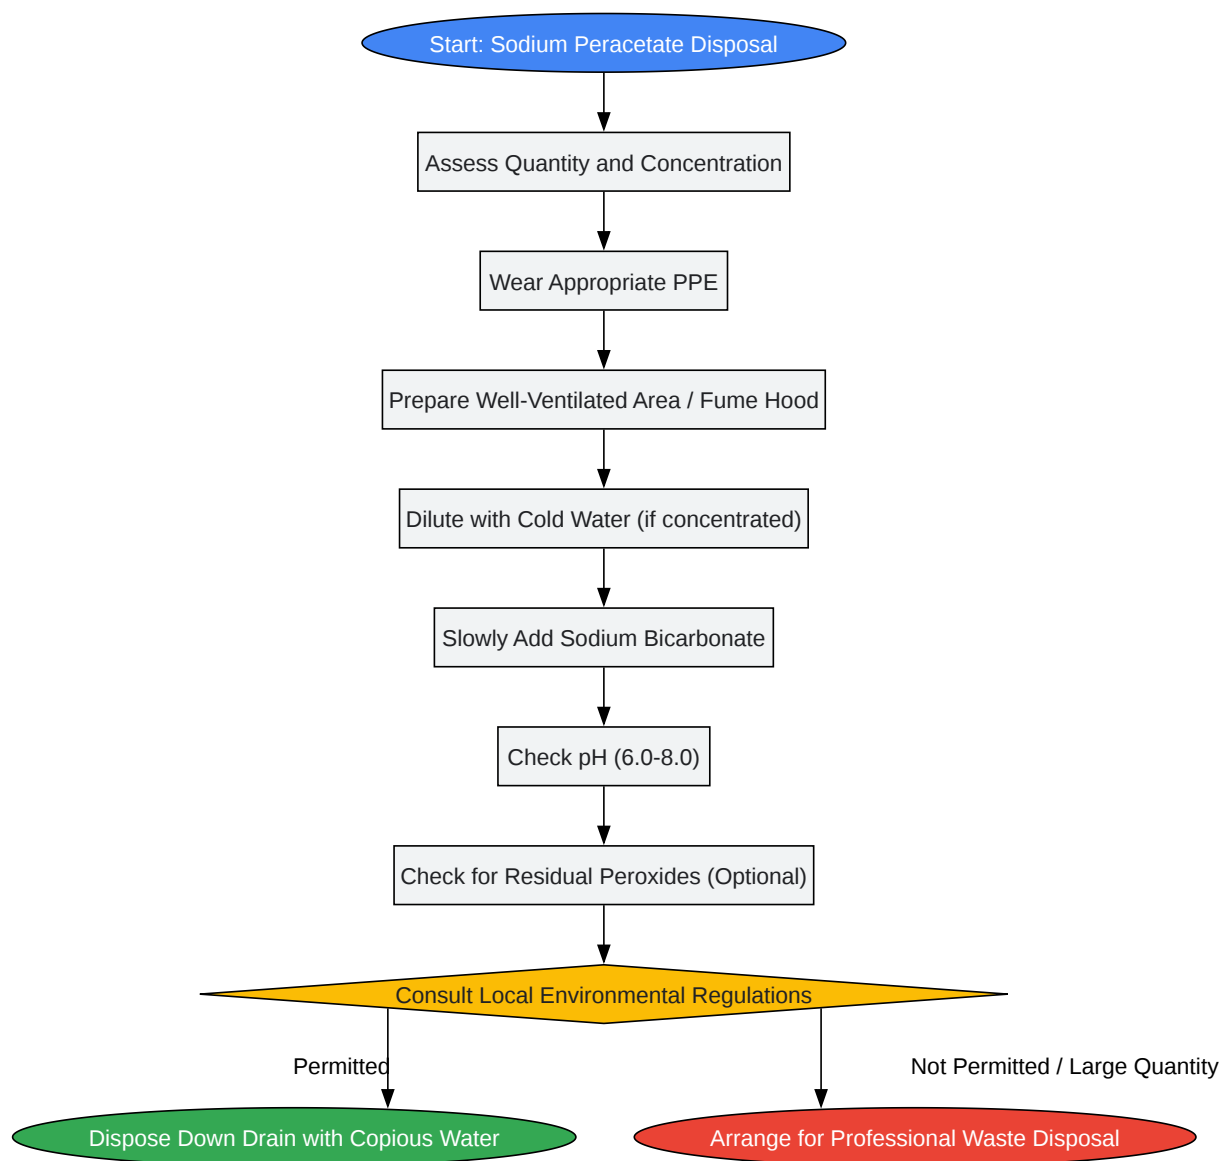 Start: Sodium Peracetate Disposal
Assess Quantity and Concentration
Wear Appropriate PPE
Prepare Well-Ventilated Area / Fume Hood
Dilute with Cold Water (if concentrated)
Slowly Add Sodium Bicarbonate
Check pH (6.0-8.0)
Check for Residual Peroxides (Optional)
Consult Local Environmental Regulations
Permitted
Not Permitted / Large Quantity
Dispose Down Drain with Copious Water
Arrange for Professional Waste Disposal